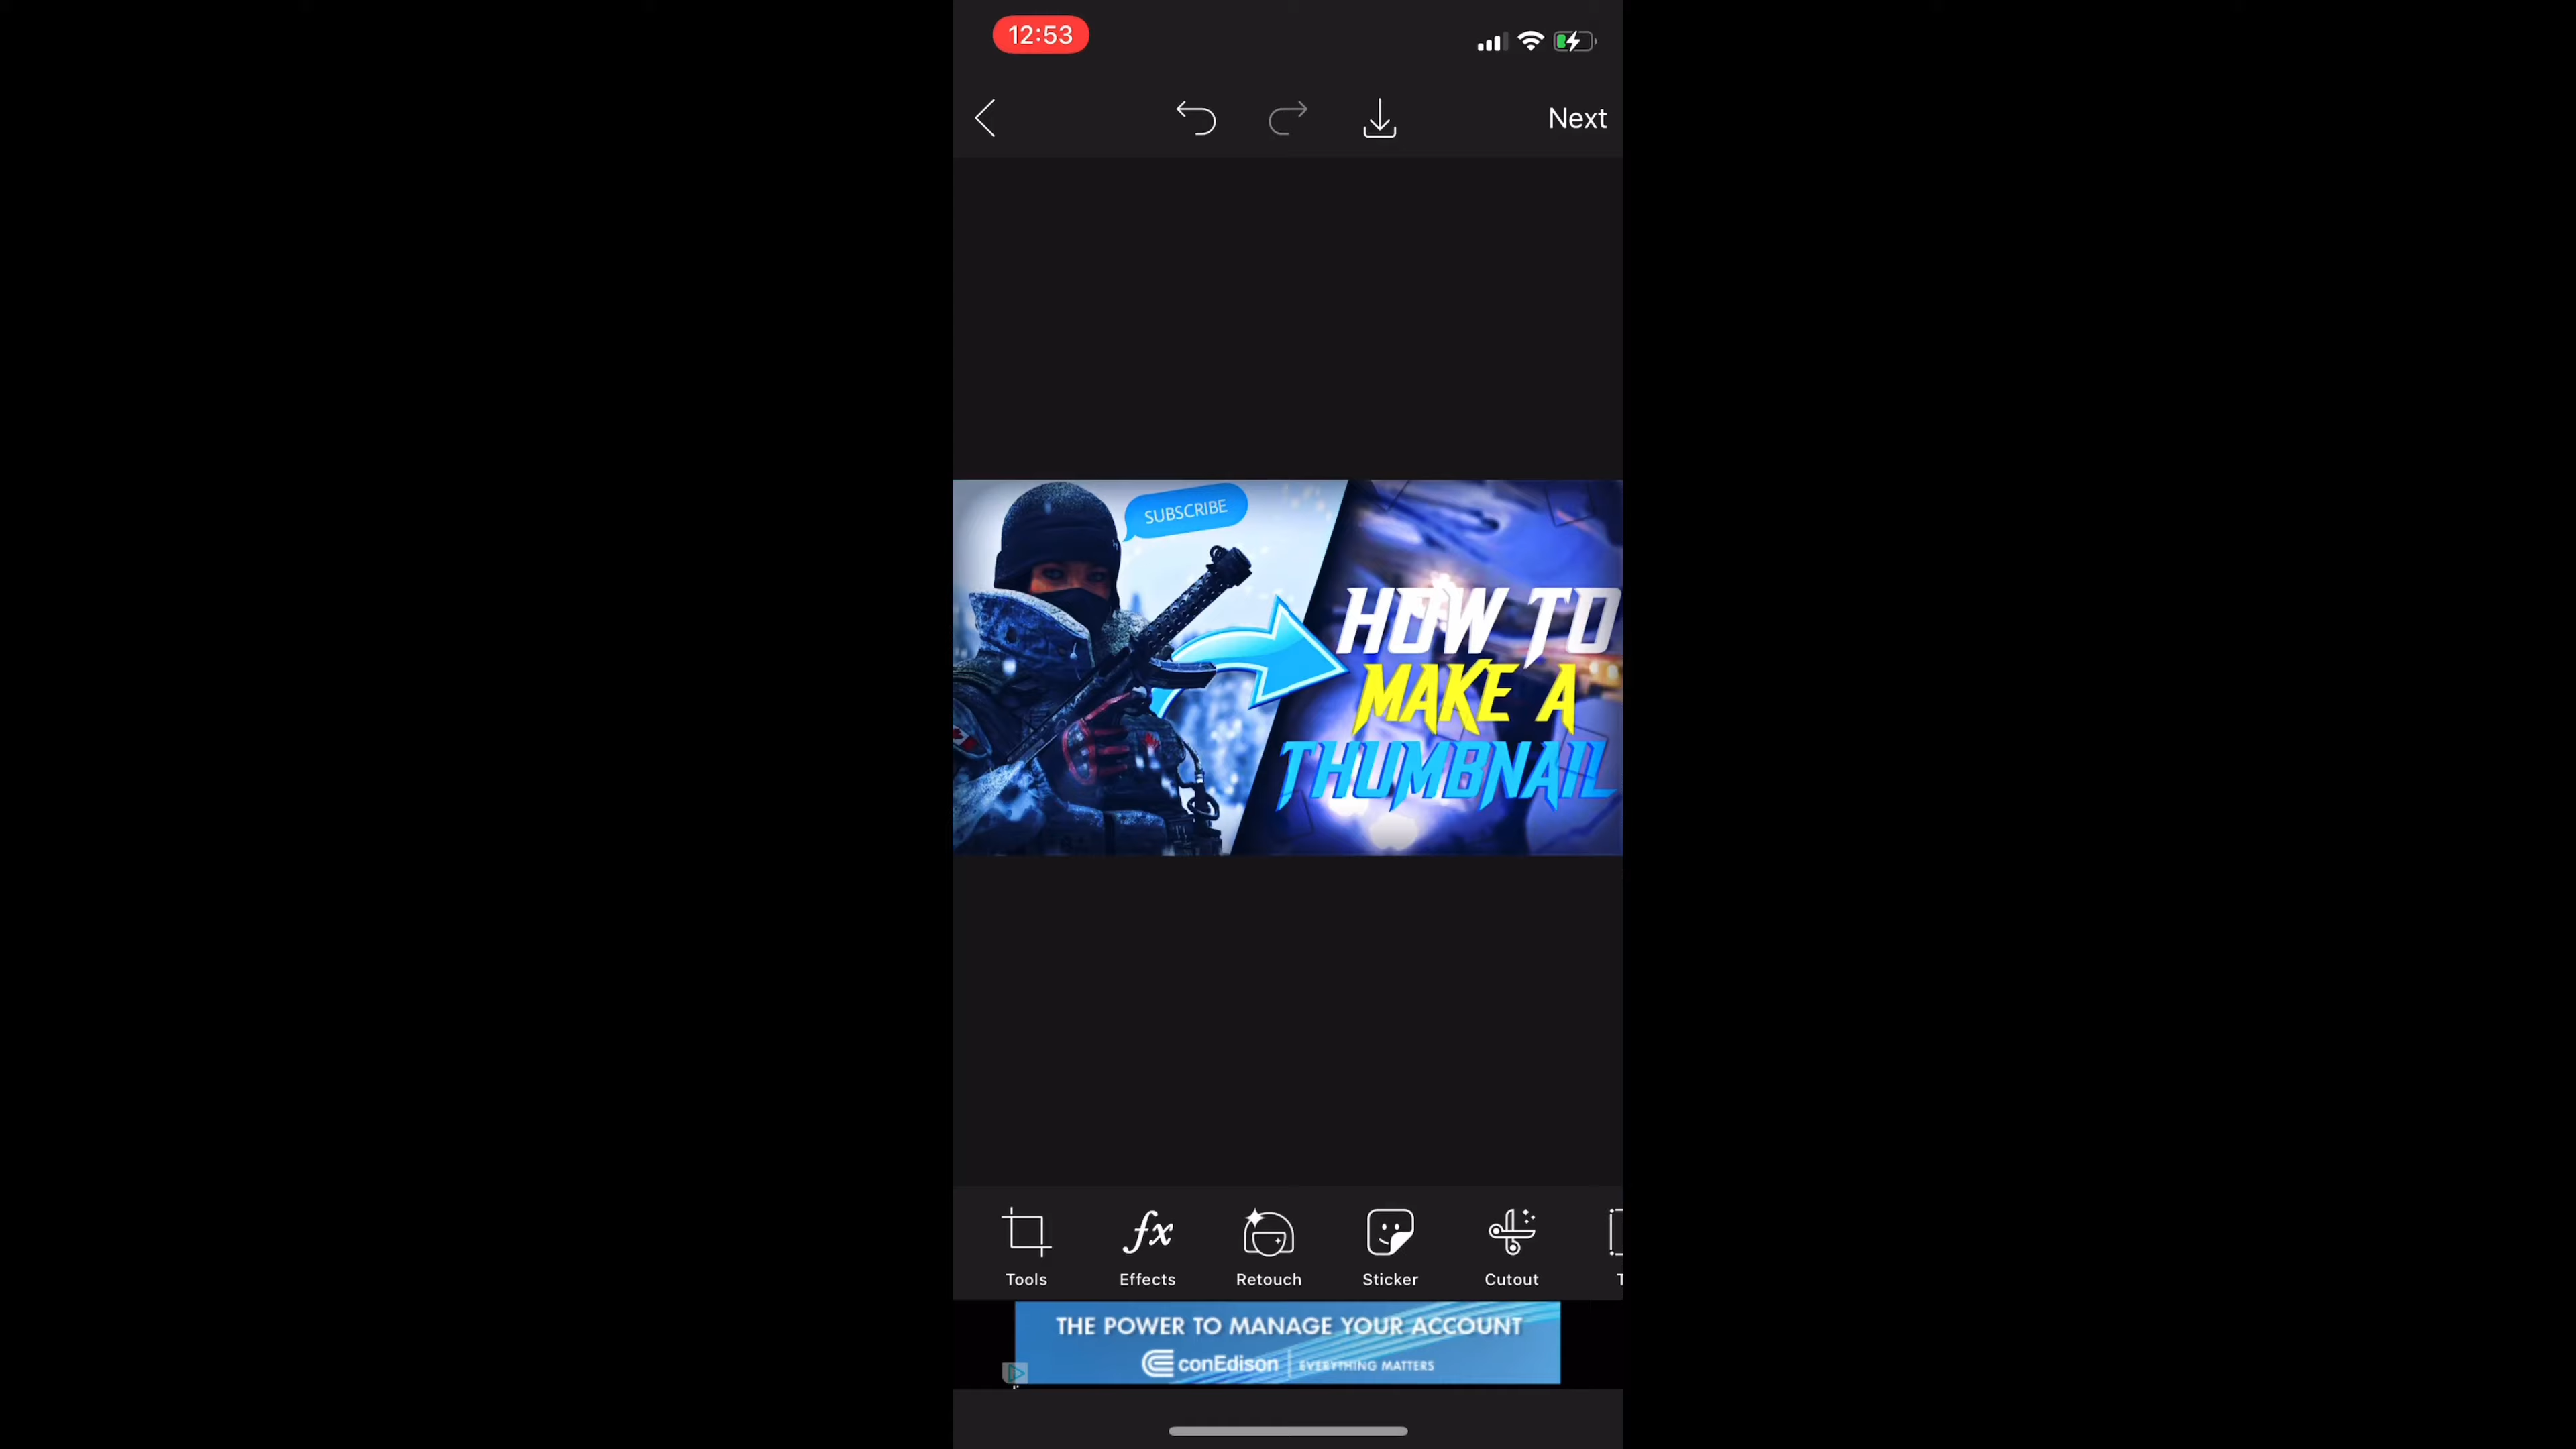 12:53
Next
SUBSCRIBE
HOW TO
MAKE A
THUMBNAIL
Tools
Effects
Retouch
Sticker
Cutout
THE POWER TO MANAGE YOUR ACCOUNT
conEdison | EVERYTHING MATTERS